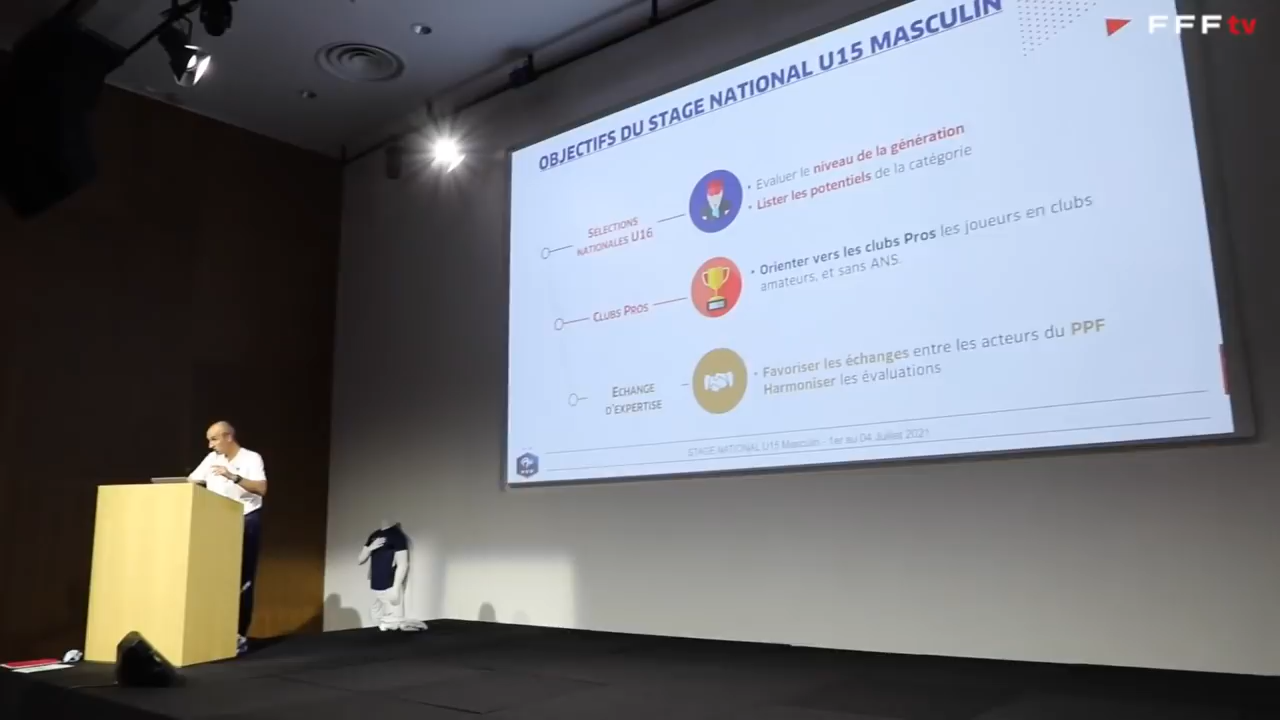 FFFtv
OBJECTIFS DU STAGE NATIONAL U15 MASCULIN
SÉLECTIONS
NATIONALES U16
• Evaluer le niveau de la génération
• Lister les potentiels de la catégorie
CLUBS PROS
• Orienter vers les clubs Pros les joueurs en clubs
amateurs, et sans ANS.
ECHANGE
D'EXPERTISE
• Favoriser les échanges entre les acteurs du PPF
Harmoniser les évaluations
STAGE NATIONAL U15 Masculin - 1er au 04 Juillet 2021
FFF